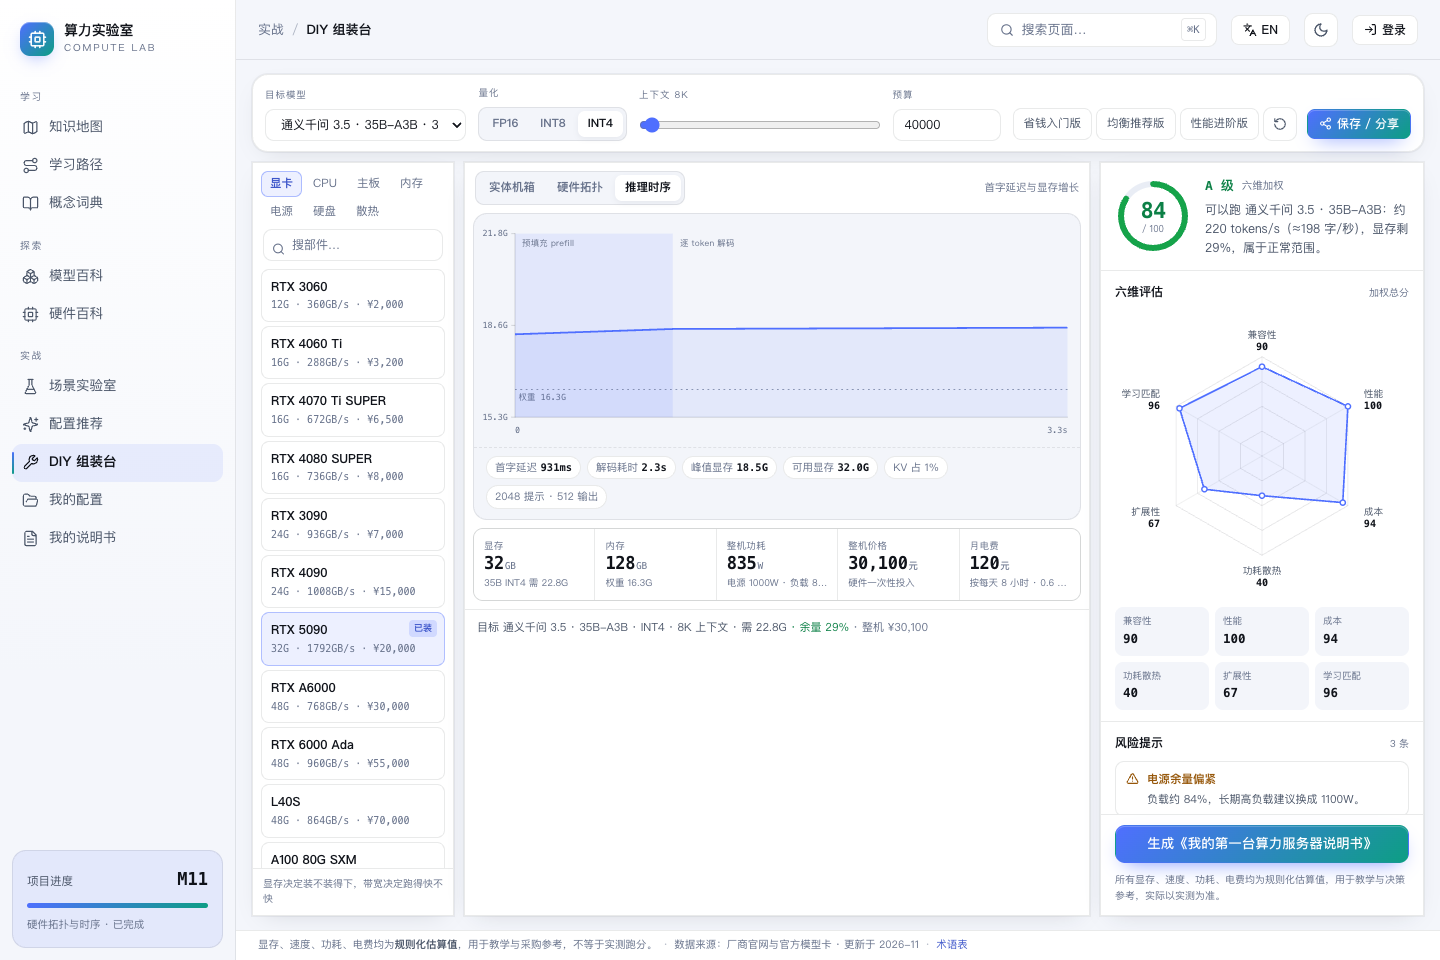 算力实验室
COMPUTE LAB
学习
知识地图
学习路径
概念词典
探索
模型百科
硬件百科
实战
场景实验室
配置推荐
DIY 组装台
我的配置
我的说明书
项目进度 M11
硬件拓扑与时序 · 已完成
实战 / DIY 组装台
搜索页面… ⌘K
EN
登录
目标模型
通义千问 3.5 · 35B-A3B · 3
量化
FP16 INT8 INT4
上下文 8K
预算
40000
省钱入门版 均衡推荐版 性能进阶版
保存 / 分享
显卡 CPU 主板 内存
电源 硬盘 散热
搜部件…
RTX 3060
12G · 360GB/s · ¥2,000
RTX 4060 Ti
16G · 288GB/s · ¥3,200
RTX 4070 Ti SUPER
16G · 672GB/s · ¥6,500
RTX 4080 SUPER
16G · 736GB/s · ¥8,000
RTX 3090
24G · 936GB/s · ¥7,000
RTX 4090
24G · 1008GB/s · ¥15,000
RTX 5090 已装
32G · 1792GB/s · ¥20,000
RTX A6000
48G · 768GB/s · ¥30,000
RTX 6000 Ada
48G · 960GB/s · ¥55,000
L40S
48G · 864GB/s · ¥70,000
A100 80G SXM
显存决定装不装得下，带宽决定跑得快不
快
实体机箱 硬件拓扑 推理时序
首字延迟与显存增长
21.8G
预填充 prefill
逐 token 解码
18.6G
权重 16.3G
15.3G
0
3.3s
首字延迟 931ms 解码耗时 2.3s 峰值显存 18.5G 可用显存 32.0G KV 占 1%
2048 提示 · 512 输出
显存
32GB
35B INT4 需 22.8G
内存
128GB
权重 16.3G
整机功耗
835W
电源 1000W · 负载 8…
整机价格
30,100元
硬件一次性投入
月电费
120元
按每天 8 小时 · 0.6 …
目标 通义千问 3.5 · 35B-A3B · INT4 · 8K 上下文 · 需 22.8G · 余量 29% · 整机 ¥30,100
84
/ 100
A 级 六维加权
可以跑 通义千问 3.5 · 35B-A3B：约
220 tokens/s（≈198 字/秒），显存剩
29%，属于正常范围。
六维评估 加权总分
兼容性
90
学习匹配
96
性能
100
扩展性
67
成本
94
功耗散热
40
兼容性
90
性能
100
成本
94
功耗散热
40
扩展性
67
学习匹配
96
风险提示 3 条
电源余量偏紧
负载约 84%，长期高负载建议换成 1100W。
生成《我的第一台算力服务器说明书》
所有显存、速度、功耗、电费均为规则化估算值，用于教学与决策
参考，实际以实测为准。
显存、速度、功耗、电费均为规则化估算值，用于教学与采购参考，不等于实测跑分。 · 数据来源：厂商官网与官方模型卡 · 更新于 2026-11 · 术语表